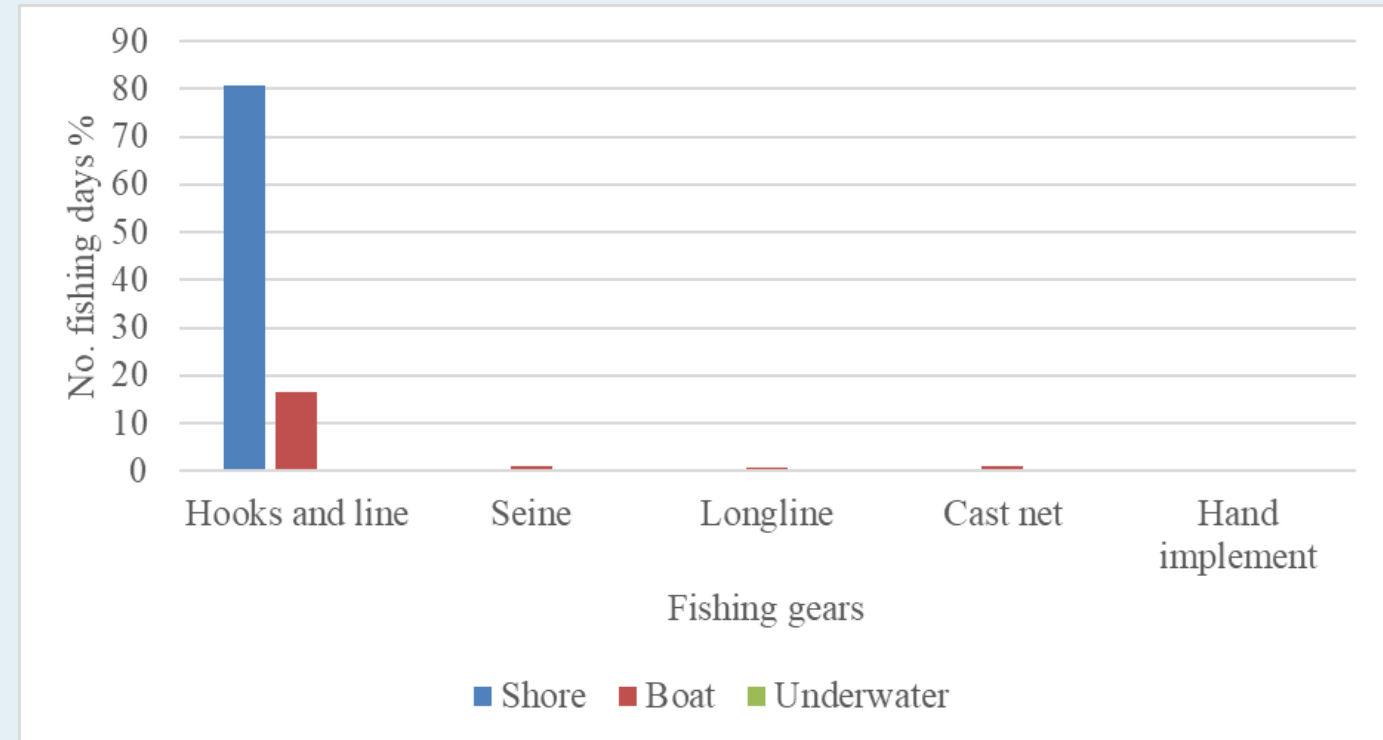 No. fishing days %
90
80
70
60
50
40
30
20
10
0
Hooks and line
Seine
Longline
Cast net
Hand
implement
Fishing gears
Shore
Boat
Underwater